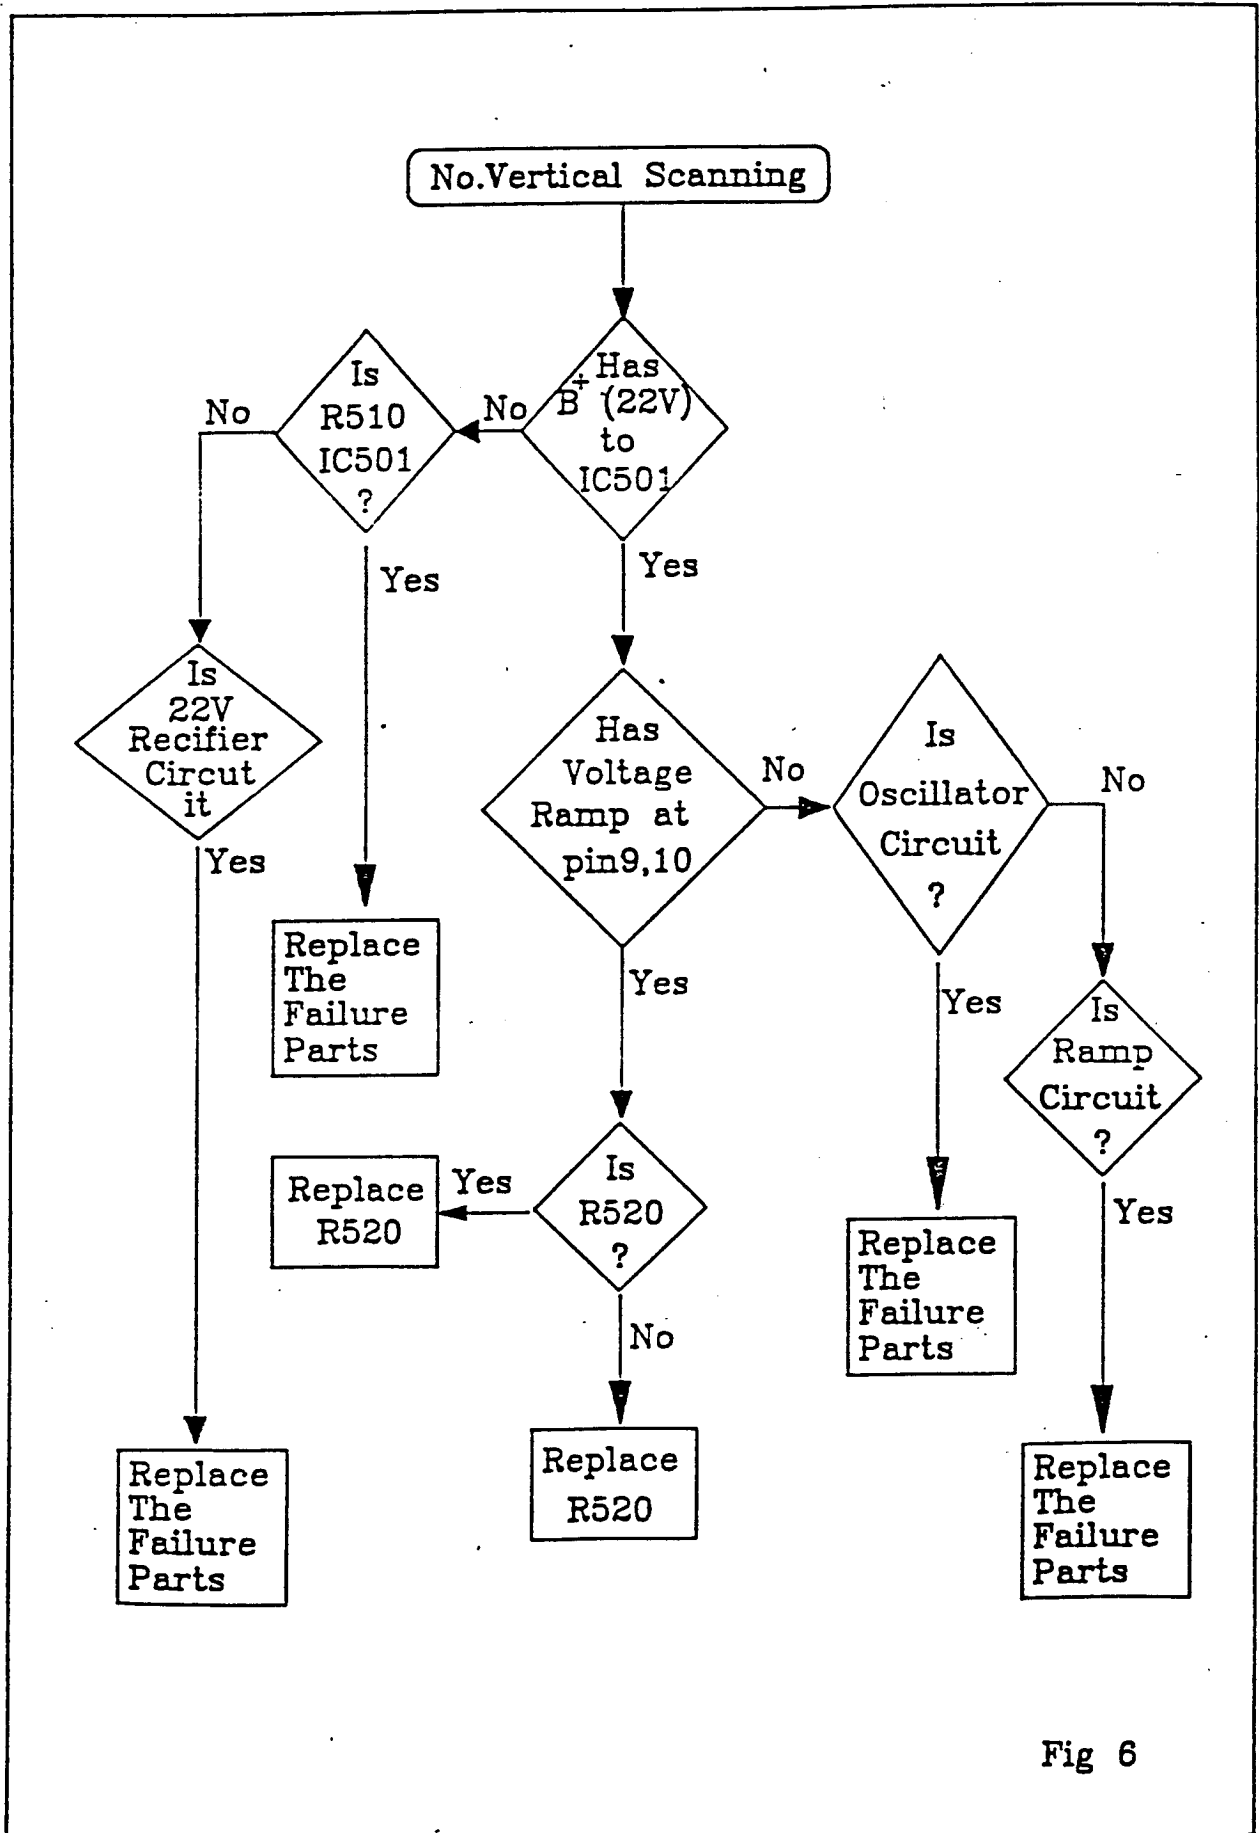 No.Vertical Scanning
Has
B+ (22V)
to
IC501
No
Yes
Is
R510
IC501
?
No
Yes
Is
22V
Recifier
Circut
it
Yes
Replace
The
Failure
Parts
Replace
The
Failure
Parts
Has
Voltage
Ramp at
pin9,10
No
Yes
Is
Oscillator
Circuit
?
No
Yes
Is
Ramp
Circuit
?
Yes
Is
R520
?
Yes
Replace
R520
No
Replace
R520
Replace
The
Failure
Parts
Replace
The
Failure
Parts
Fig 6